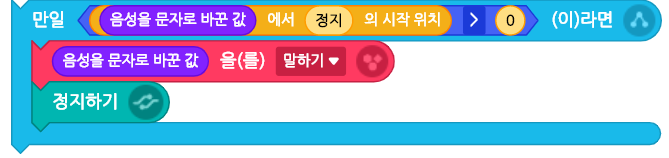 만일 음성을 문자로 바꾼 값 에서 정지 의 시작 위치 > 0 (이)라면
음성을 문자로 바꾼 값 을(를) 말하기▼
정지하기